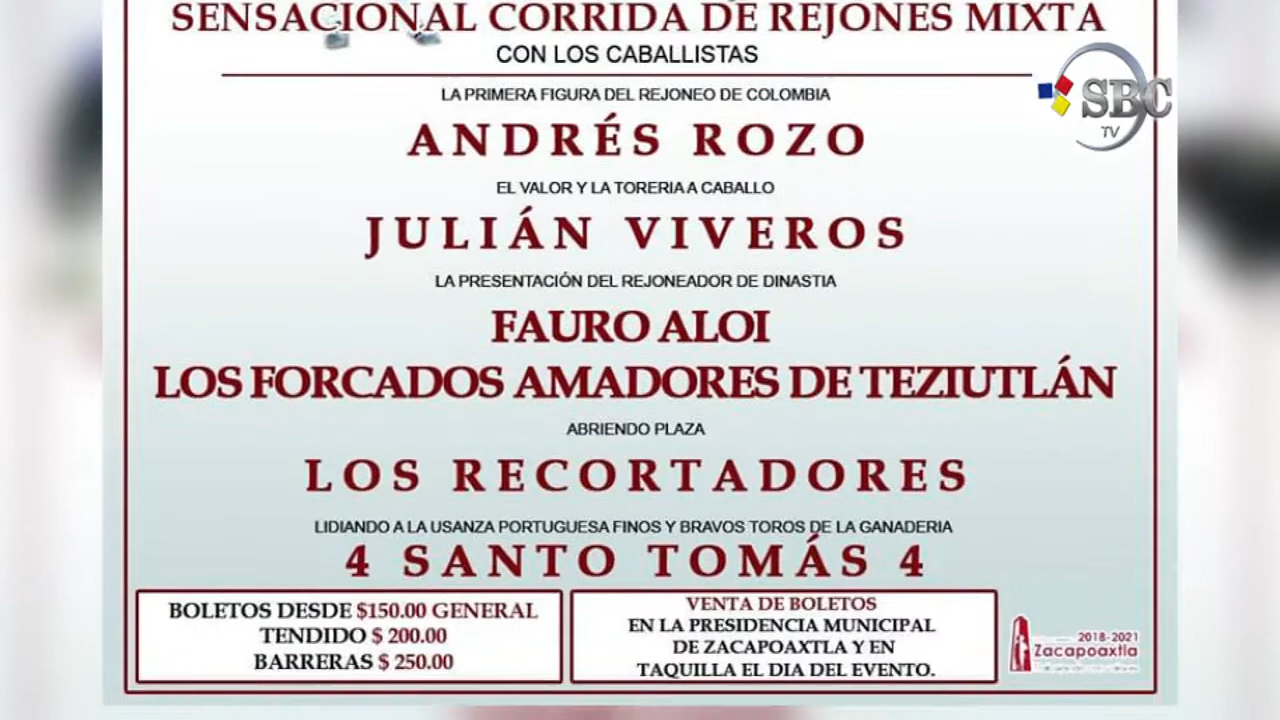 SENSACIONAL CORRIDA DE REJONES MIXTA
CON LOS CABALLISTAS
LA PRIMERA FIGURA DEL REJONEO DE COLOMBIA
ANDRÉS ROZO
EL VALOR Y LA TORERIA A CABALLO
JULIÁN VIVEROS
LA PRESENTACIÓN DEL REJONEADOR DE DINASTIA
FAURO ALOI
LOS FORCADOS AMADORES DE TEZIUTLÁN
ABRIENDO PLAZA
LOS RECORTADORES
LIDIANDO A LA USANZA PORTUGUESA FINOS Y BRAVOS TOROS DE LA GANADERIA
4 SANTO TOMÁS 4
BOLETOS DESDE $150.00 GENERAL
TENDIDO $ 200.00
BARRERAS $ 250.00
VENTA DE BOLETOS
EN LA PRESIDENCIA MUNICIPAL
DE ZACAPOAXTLA Y EN
TAQUILLA EL DIA DEL EVENTO.
2018-2021
Zacapoaxtla
SBC
TV